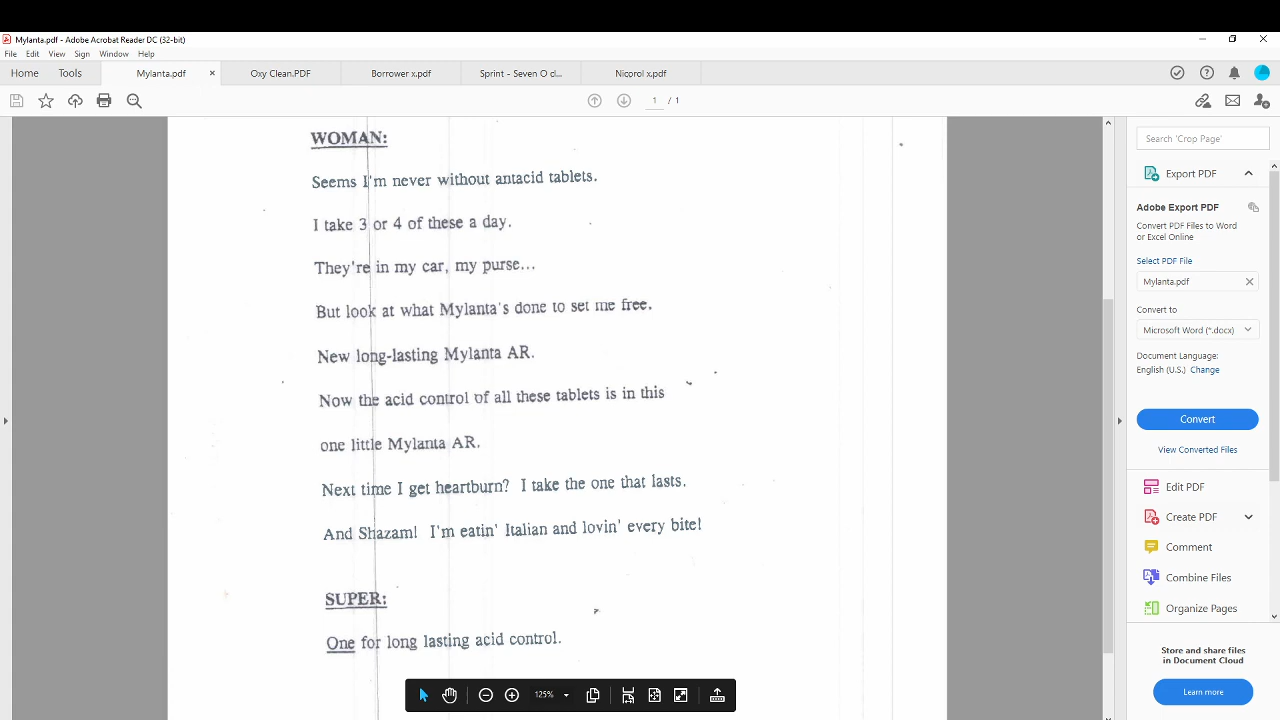 Mylanta.pdf - Adobe Acrobat Reader DC (32-bit)
File Edit View Sign Window Help
Home Tools Mylanta.pdf × Oxy Clean.PDF Borrower x.pdf Sprint - Seven O cl... Nicorol x.pdf
1 / 1
WOMAN:
Seems I'm never without antacid tablets.
I take 3 or 4 of these a day.
They're in my car, my purse...
But look at what Mylanta's done to set me free.
New long-lasting Mylanta AR.
Now the acid control of all these tablets is in this
one little Mylanta AR.
Next time I get heartburn? I take the one that lasts.
And Shazam! I'm eatin' Italian and lovin' every bite!
SUPER:
One for long lasting acid control.
125%
Search 'Crop Page'
Export PDF
Adobe Export PDF
Convert PDF Files to Word
or Excel Online
Select PDF File
Mylanta.pdf
Convert to
Microsoft Word (*.docx)
Document Language:
English (U.S.) Change
Convert
View Converted Files
Edit PDF
Create PDF
Comment
Combine Files
Organize Pages
Store and share files
in Document Cloud
Learn more